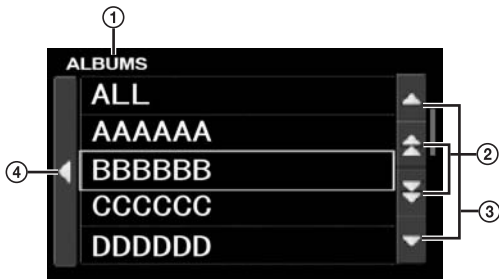 ①
ALBUMS
ALL
AAAAAA
BBBBBB
CCCCCC
DDDDDD
②
③
④